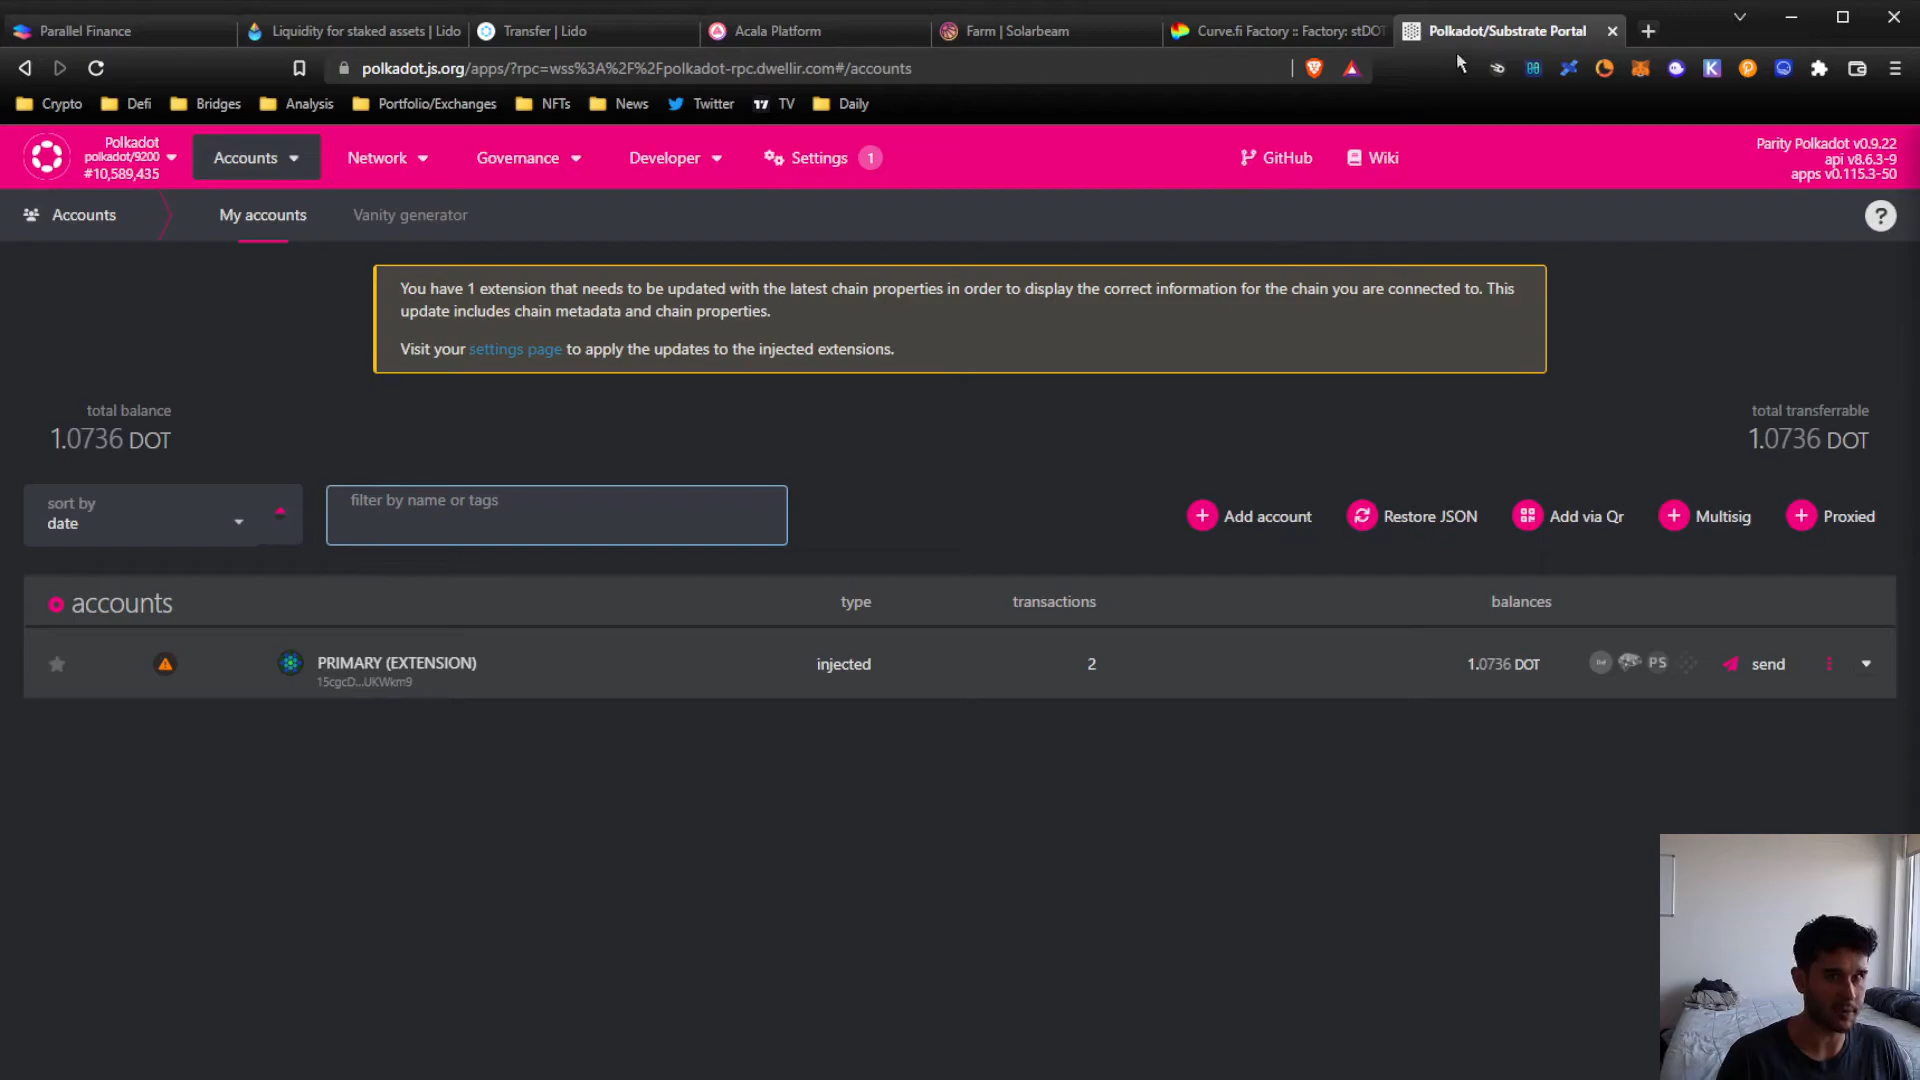 Parallel Finance
Liquidity for staked assets | Lido
Transfer | Lido
Acala Platform
Farm | Solarbeam
Curve.fi Factory :: Factory: stDOT
Polkadot/Substrate Portal
polkadot.js.org/apps/?rpc=wss%3A%2F%2Fpolkadot-rpc.dwellir.com#/accounts
Crypto
Defi
Bridges
Analysis
Portfolio/Exchanges
NFTs
News
Twitter
TV
Daily
Polkadot
polkadot/9200
#10,589,435
Accounts
Network
Governance
Developer
Settings 1
GitHub
Wiki
Parity Polkadot v0.9.22
api v8.6.3-9
apps v0.115.3-50
Accounts
My accounts
Vanity generator
?
You have 1 extension that needs to be updated with the latest chain properties in order to display the correct information for the chain you are connected to. This
update includes chain metadata and chain properties.
Visit your settings page to apply the updates to the injected extensions.
total balance
1.0736 DOT
total transferrable
1.0736 DOT
sort by
date
filter by name or tags
Add account
Restore JSON
Add via Qr
Multisig
Proxied
accounts
type
transactions
balances
PRIMARY (EXTENSION)
15cgcD...UKWkm9
injected
2
1.0736 DOT
PS
send